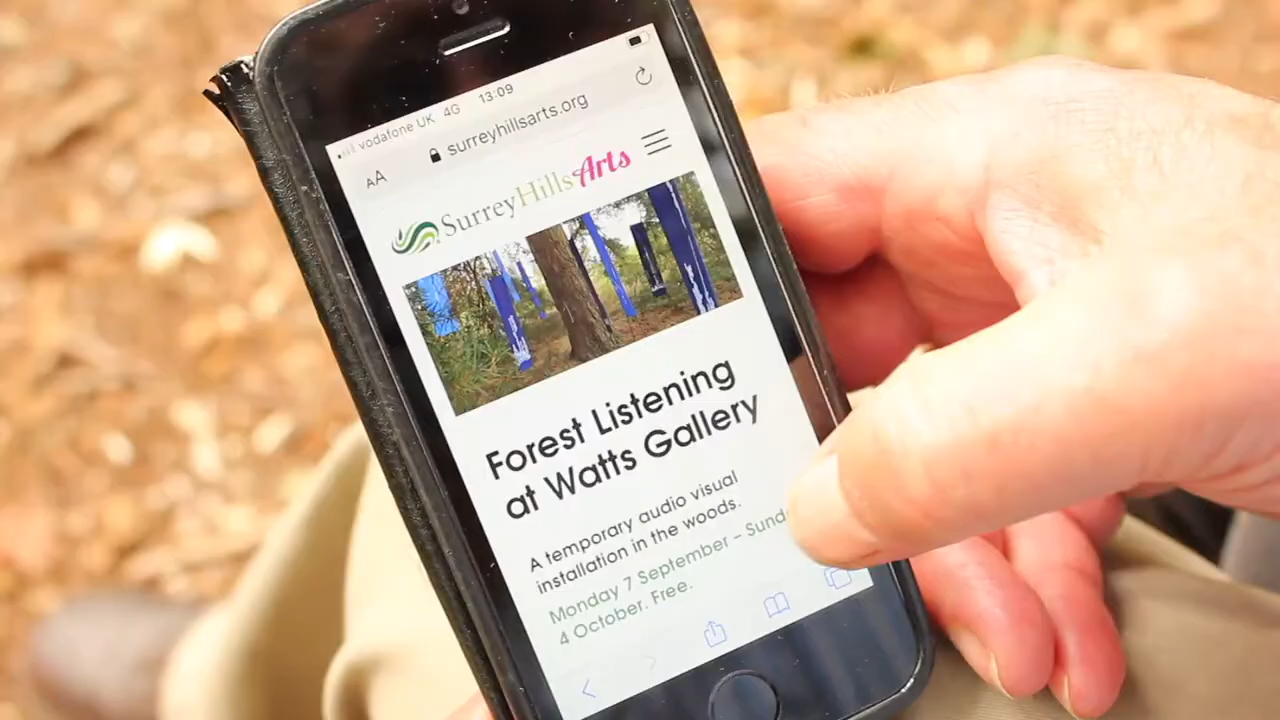 vodafone UK 4G 13:09
AA surreyhillsarts.org
SurreyHillsArts
Forest Listening
at Watts Gallery
A temporary audio visual
installation in the woods.
Monday 7 September –
4 October. Free.